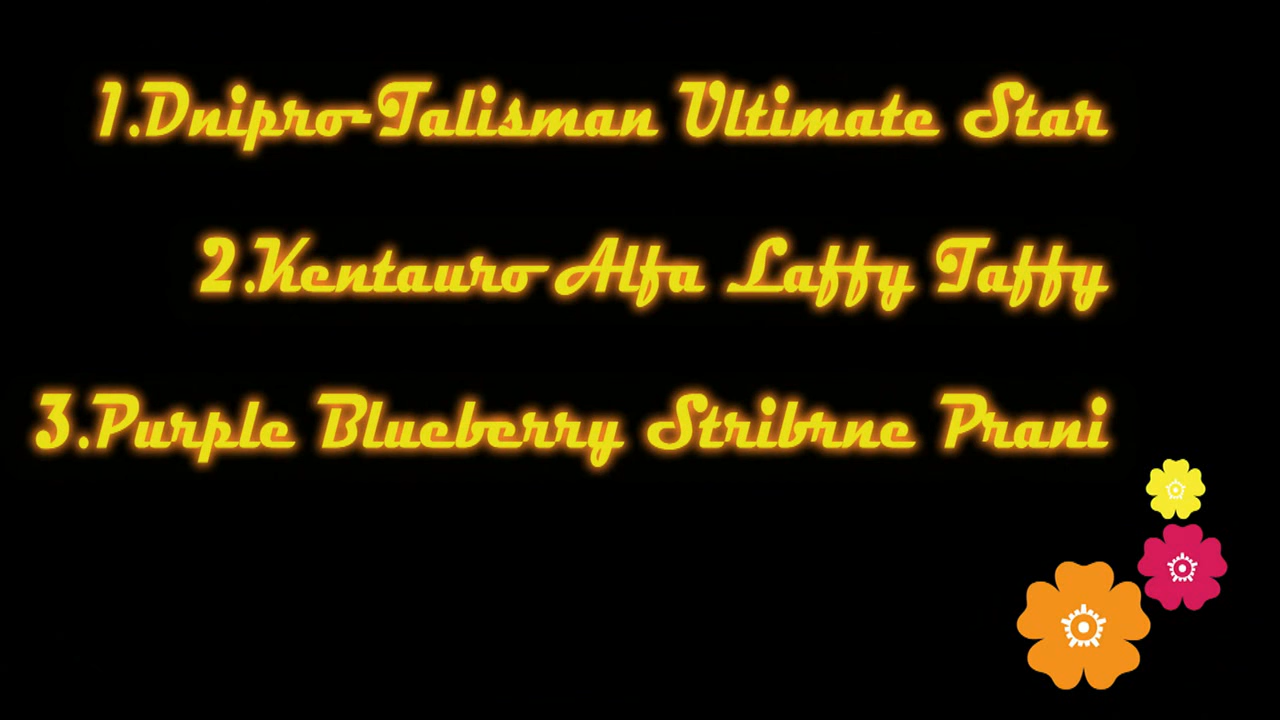 1.Dnipro-Talisman Ultimate Star
2.Kentauro Alfa Laffy Taffy
3.Purple Blueberry Stribrne Prani